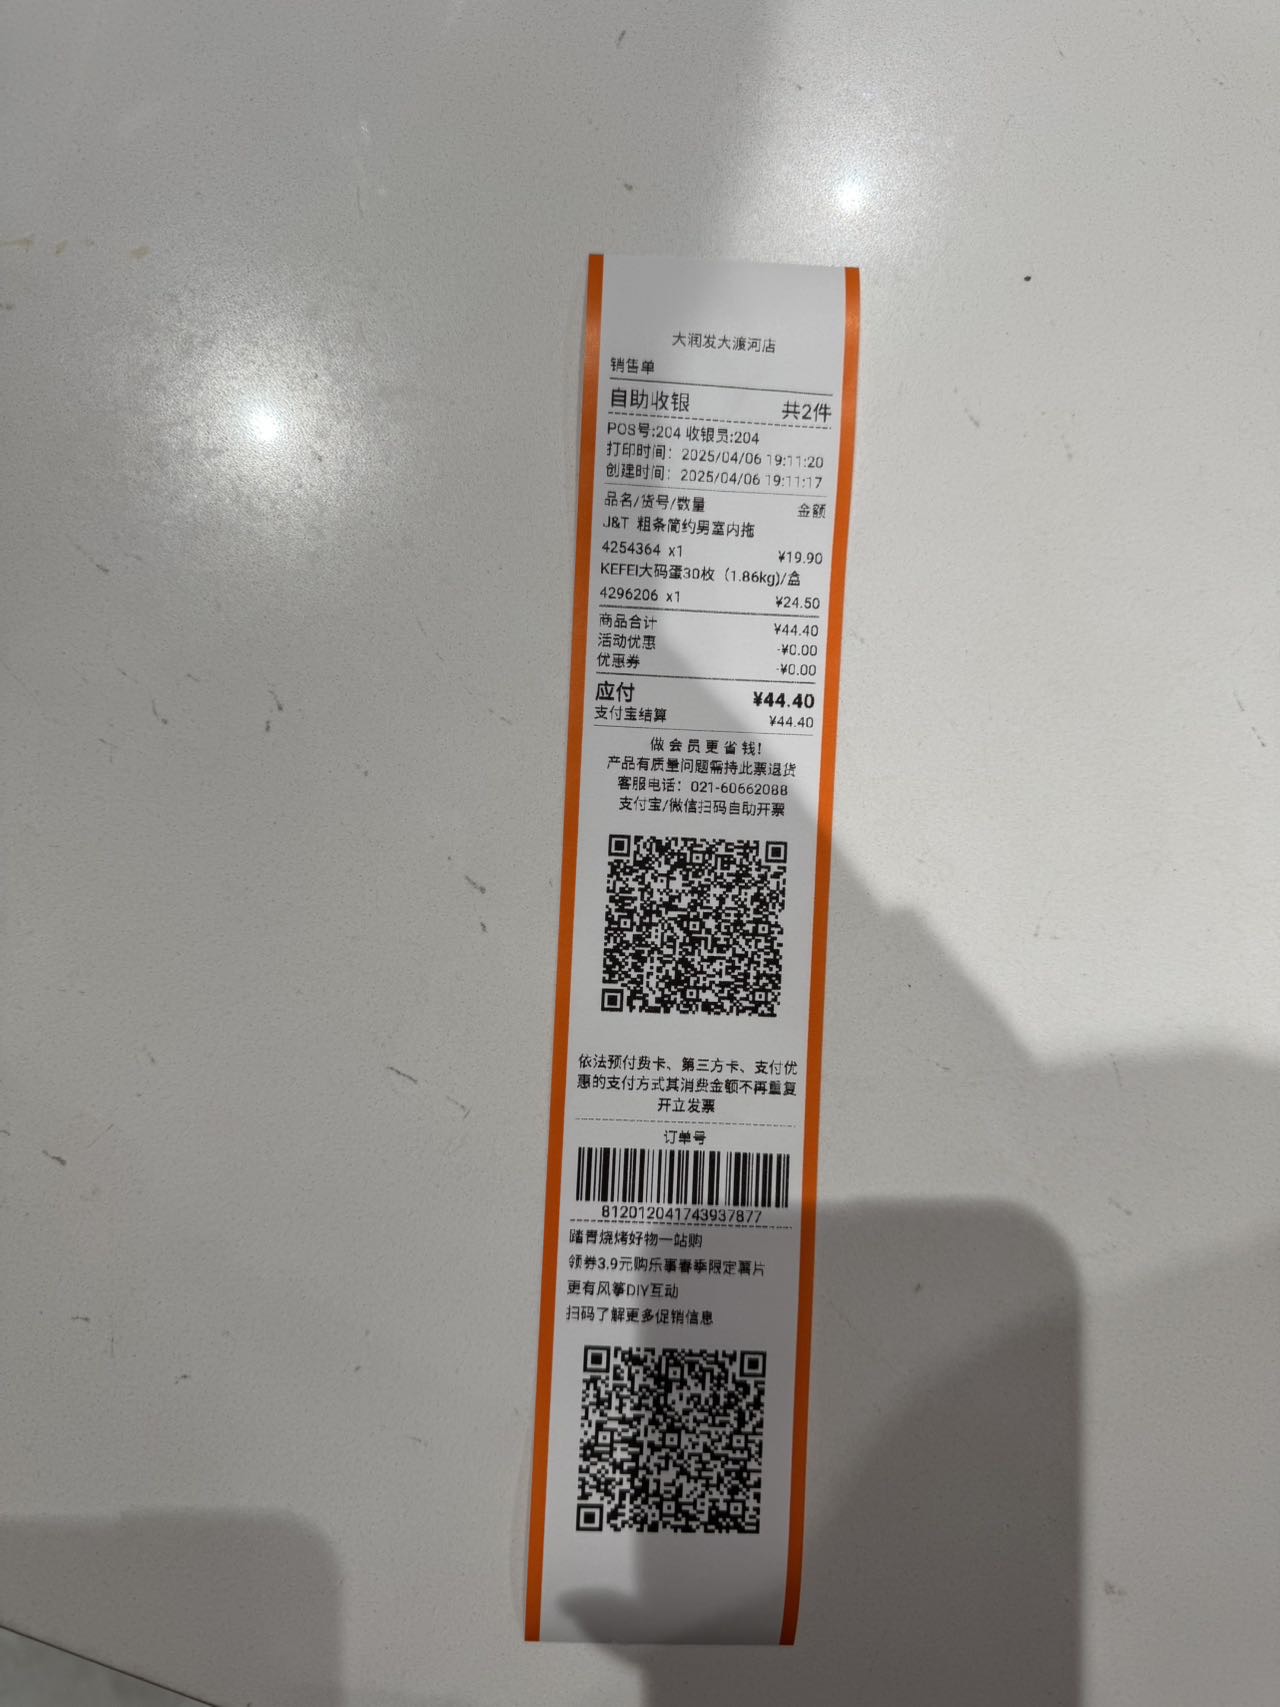 大润发大渡河店
销售单
自助收银 共2件
POS号:204 收银员:204
打印时间: 2025/04/06 19:11:20
创建时间: 2025/04/06 19:11:17
品名/货号/数量 金额
J&T 粗条简约男室内拖
4254364 x1 ¥19.90
KEFEI大码蛋30枚（1.86kg)/盒
4296206 x1 ¥24.50
商品合计 ¥44.40
活动优惠 -¥0.00
优惠券 -¥0.00
应付 ¥44.40
支付宝结算 ¥44.40
做会员更省钱!
产品有质量问题需持此票退货
客服电话: 021-60662088
支付宝/微信扫码自助开票
依法预付费卡、第三方卡、支付优
惠的支付方式其消费金额不再重复
开立发票
订单号
812012041743937877
踏青烧烤好物一站购
领券3.9元购乐事春季限定薯片
更有风筝DIY互动
扫码了解更多促销信息